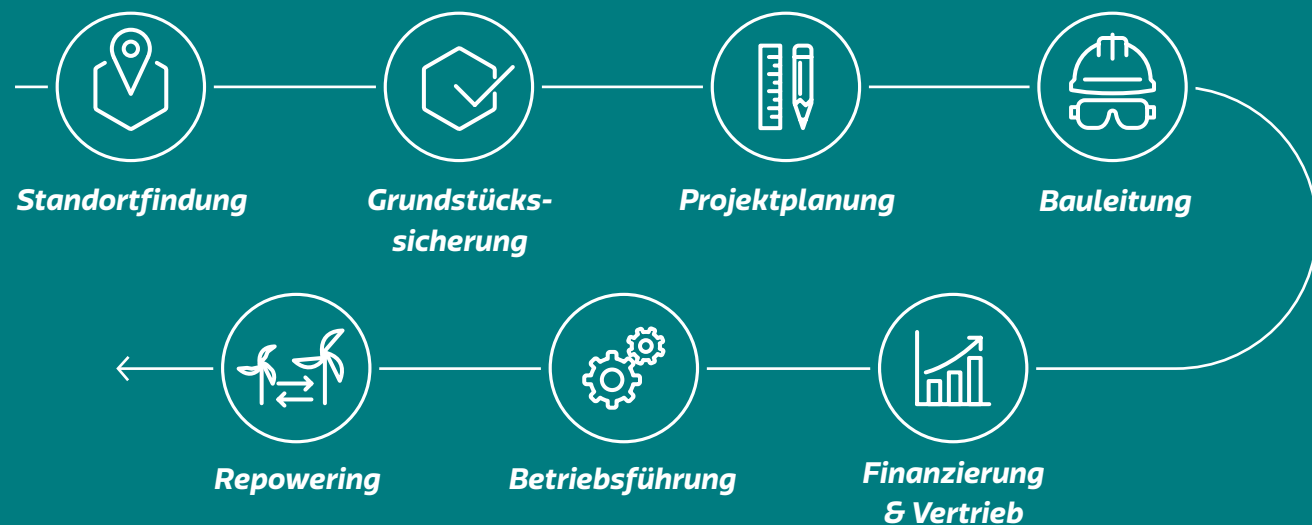 Standortfindung
Grundstücks-
sicherung
Projektplanung
Bauleitung
Finanzierung
& Vertrieb
Betriebsführung
Repowering